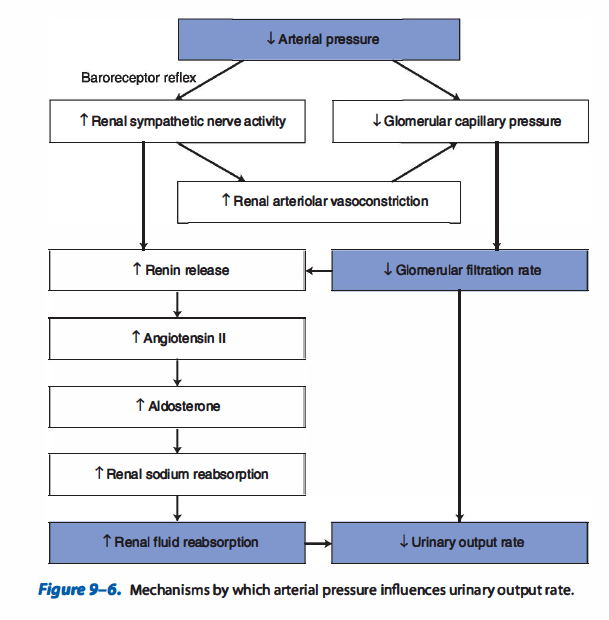 ↓ Arterial pressure
Baroreceptor reflex
↑ Renal sympathetic nerve activity
↓ Glomerular capillary pressure
↑ Renal arteriolar vasoconstriction
↑ Renin release
↓ Glomerular filtration rate
↑ Angiotensin II
↑ Aldosterone
↑ Renal sodium reabsorption
↑ Renal fluid reabsorption
↓ Urinary output rate
Figure 9–6. Mechanisms by which arterial pressure influences urinary output rate.